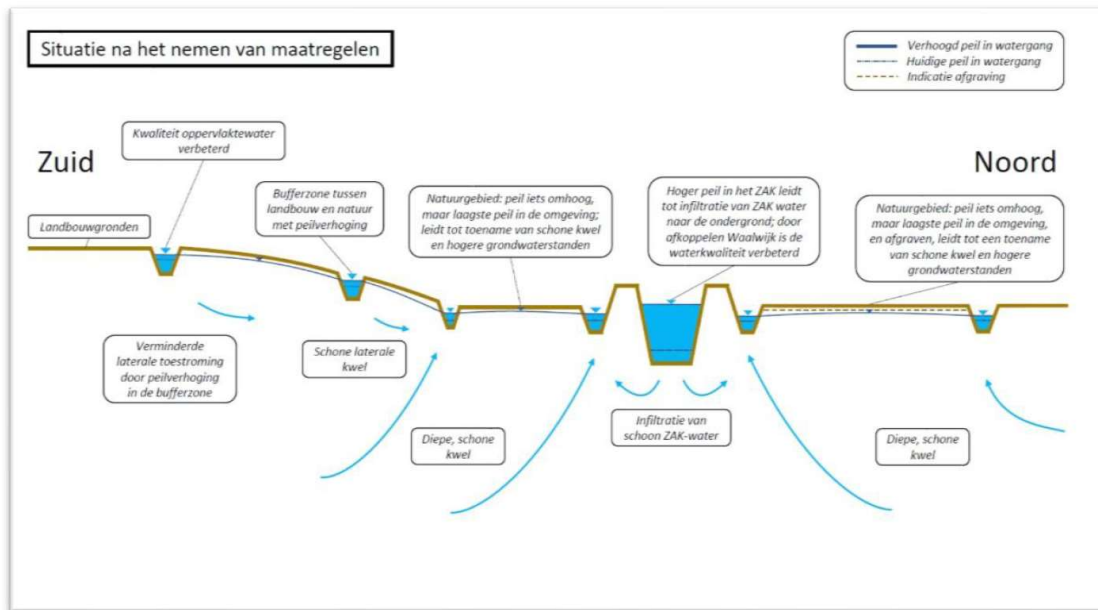 Situatie na het nemen van maatregelen
Verhoogd peil in watergang
Huidige peil in watergang
Indicatie afgraving
Zuid
Noord
Kwaliteit oppervlaktewater
verbeterd
Landbouwgronden
Bufferzone tussen
landbouw en natuur
met peilverhoging
Natuurgebied: peil iets omhoog,
maar laagste peil in de omgeving;
leidt tot toename van schone kwel
en hogere grondwaterstanden
Hoger peil in het ZAK leidt
tot infiltratie van ZAK water
naar de ondergrond; door
afkoppelen Waalwijk is de
waterkwaliteit verbeterd
Natuurgebied: peil iets omhoog,
maar laagste peil in de omgeving,
en afgraven, leidt tot een toename
van schone kwel en hogere
grondwaterstanden
Verminderde
laterale toestroming
door peilverhoging
in de bufferzone
Schone laterale
kwel
Diepe, schone
kwel
Infiltratie van
schoon ZAK-water
Diepe, schone
kwel